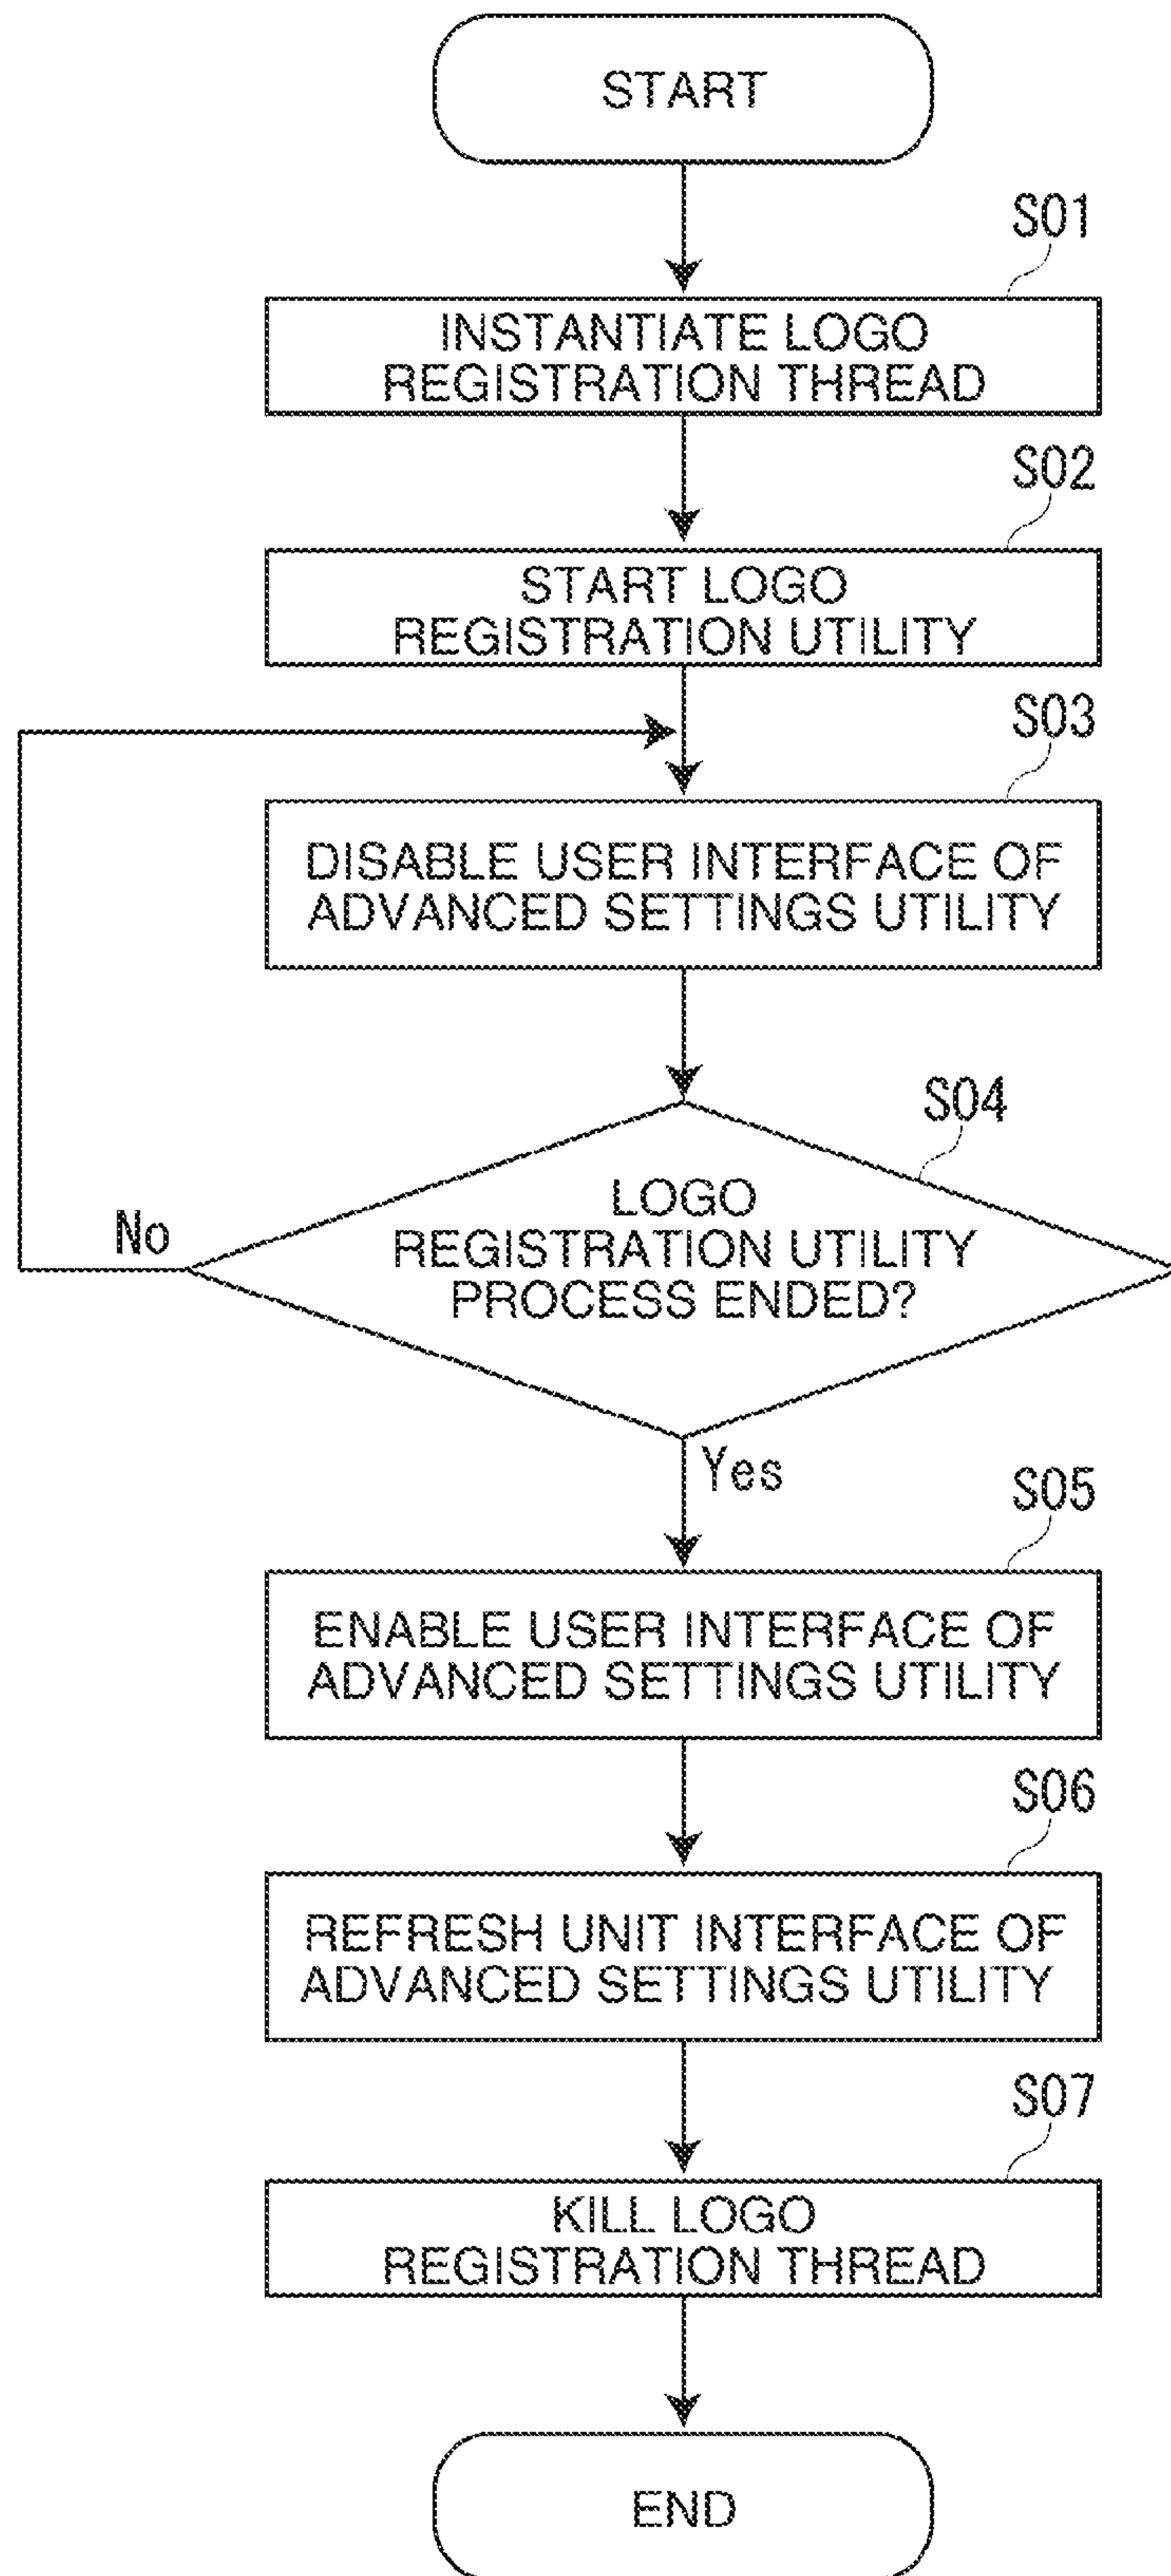 START
S01
INSTANTIATE LOGO
REGISTRATION THREAD
S02
START LOGO
REGISTRATION UTILITY
S03
DISABLE USER INTERFACE OF
ADVANCED SETTINGS UTILITY
S04
LOGO
REGISTRATION UTILITY
PROCESS ENDED?
No
Yes
S05
ENABLE USER INTERFACE OF
ADVANCED SETTINGS UTILITY
S06
REFRESH UNIT INTERFACE OF
ADVANCED SETTINGS UTILITY
S07
KILL LOGO
REGISTRATION THREAD
END